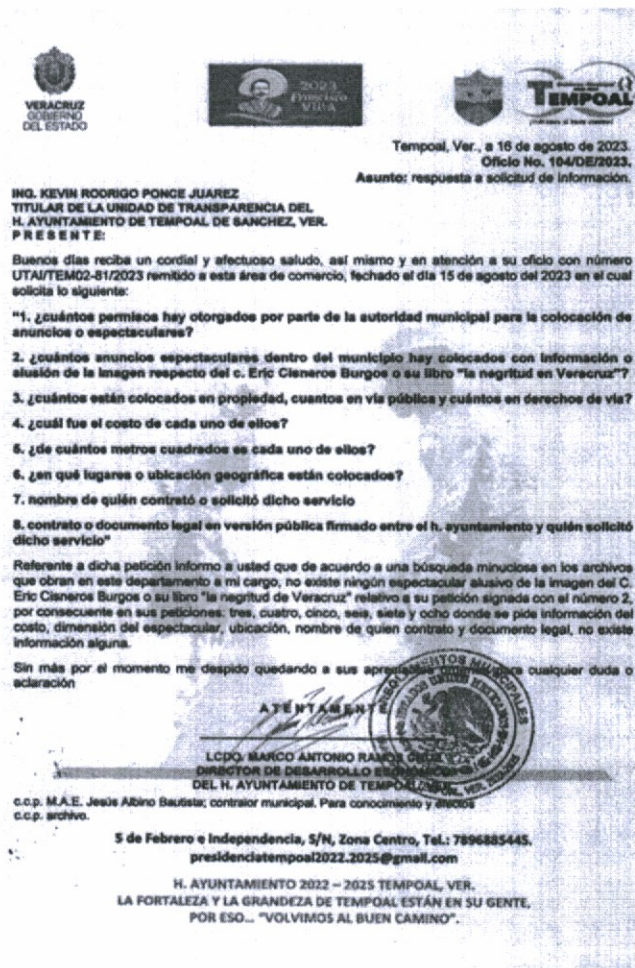 VERACRUZ
GOBIERNO
DEL ESTADO
2023
Francisco
VILLA
TEMPOAL
Tempoal, Ver., a 16 de agosto de 2023.
Oficio No. 104/DE/2023.
Asunto: respuesta a solicitud de información.
ING. KEVIN RODRIGO PONCE JUAREZ
TITULAR DE LA UNIDAD DE TRANSPARENCIA DEL
H. AYUNTAMIENTO DE TEMPOAL DE SANCHEZ, VER.
P R E S E N T E:
Buenos días reciba un cordial y afectuoso saludo, así mismo y en atención a su oficio con número
UTAI/TEM02-81/2023 remitido a esta área de comercio, fechado el día 15 de agosto del 2023 en el cual
solicita lo siguiente:
"1. ¿cuántos permisos hay otorgados por parte de la autoridad municipal para la colocación de
anuncios o espectaculares?
2. ¿cuántos anuncios espectaculares dentro del municipio hay colocados con información o
alusión de la imagen respecto del c. Eric Cisneros Burgos o su libro "la negritud en Veracruz"?
3. ¿cuántos están colocados en propiedad, cuantos en vía pública y cuántos en derechos de vía?
4. ¿cuál fue el costo de cada uno de ellos?
5. ¿de cuántos metros cuadrados es cada uno de ellos?
6. ¿en qué lugares o ubicación geográfica están colocados?
7. nombre de quién contrató o solicitó dicho servicio
8. contrato o documento legal en versión pública firmado entre el h. ayuntamiento y quién solicitó
dicho servicio"
Referente a dicha petición informo a usted que de acuerdo a una búsqueda minuciosa en los archivos
que obran en este departamento a mi cargo, no existe ningún espectacular alusivo de la imagen del C.
Eric Cisneros Burgos o su libro "la negritud de Veracruz" relativo a su petición signada con el número 2,
por consecuente en sus peticiones: tres, cuatro, cinco, seis, siete y ocho donde se pide información del
costo, dimensión del espectacular, ubicación, nombre de quien contrato y documento legal, no existe
información alguna.
Sin más por el momento me despido quedando a sus para cualquier duda o
aclaración
ATENTAMENT
LCDO. MARCO ANTONIO RAMOS
DIRECTOR DE DESARROLLO
DEL H. AYUNTAMIENTO DE
ESTADOS UNIDOS MEXICANOS
c.c.p. M.A.E. Jesús Albino Bautista; contralor municipal. Para conocimiento y efectos
c.c.p. archivo.
5 de Febrero e Independencia, S/N, Zona Centro, Tel.: 7896885445.
presidenciatempoal2022.2025@gmail.com
H. AYUNTAMIENTO 2022 – 2025 TEMPOAL, VER.
LA FORTALEZA Y LA GRANDEZA DE TEMPOAL ESTÁN EN SU GENTE,
POR ESO... "VOLVIMOS AL BUEN CAMINO".